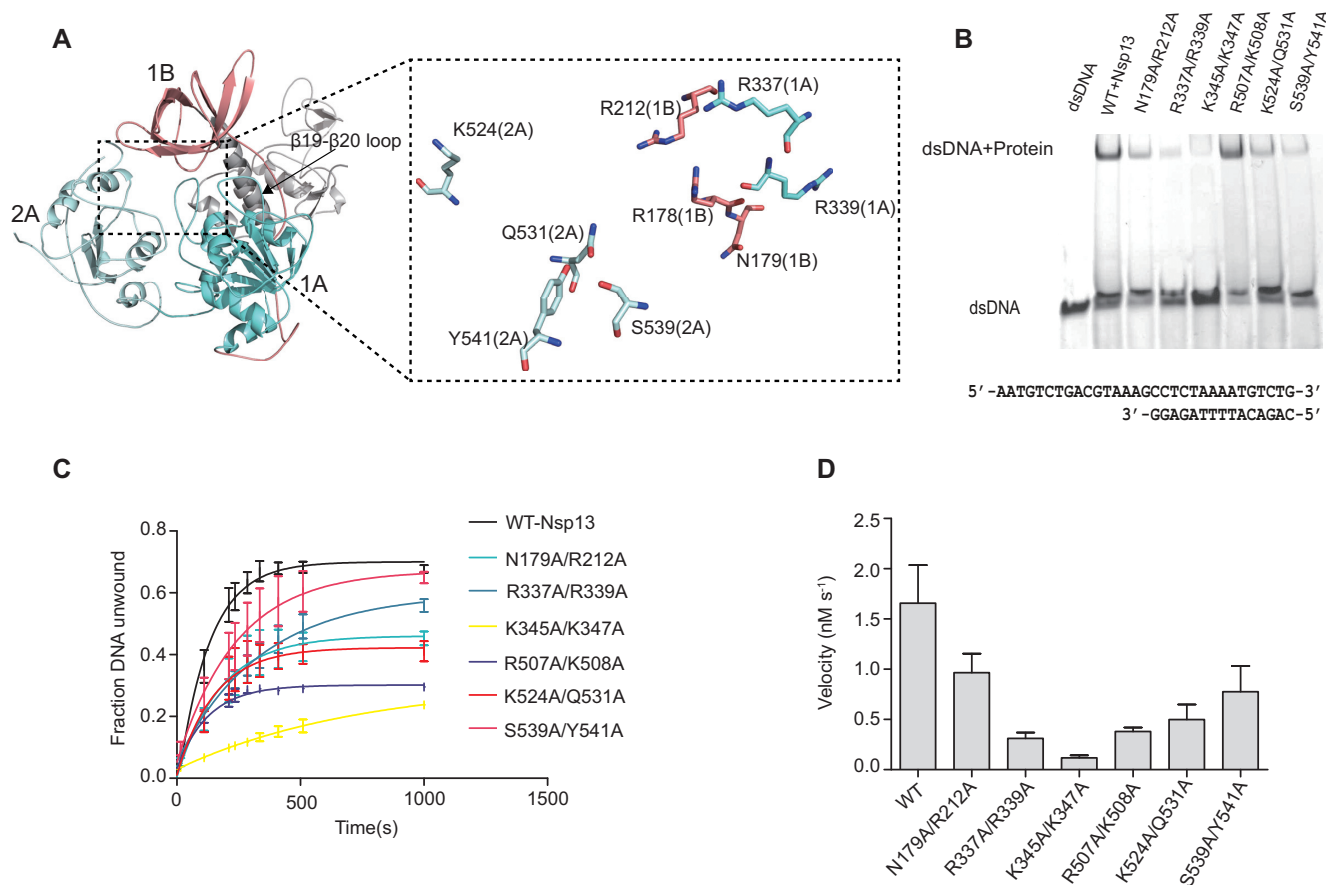 A
1B
2A
1A
β19-β20 loop
K524(2A)
R212(1B)
R337(1A)
R178(1B)
R339(1A)
N179(1B)
Q531(2A)
Y541(2A)
S539(2A)
B
dsDNA
WT+Nsp13
N179A/R212A
R337A/R339A
K345A/K347A
R507A/K508A
K524A/Q531A
S539A/Y541A
dsDNA+Protein
dsDNA
5’-AATGTCTGACGTAAAGCCTCTAAAATGTCTG-3’
3’-GGAGATTTTACAGAC-5’
C
Fraction DNA unwound
0.8
0.6
0.4
0.2
0.0
0
500
1000
1500
Time(s)
WT-Nsp13
N179A/R212A
R337A/R339A
K345A/K347A
R507A/K508A
K524A/Q531A
S539A/Y541A
D
Velocity (nM s⁻¹)
2.5
2.0
1.5
1.0
0.5
0.0
WT
N179A/R212A
R337A/R339A
K345A/K347A
R507A/K508A
K524A/Q531A
S539A/Y541A